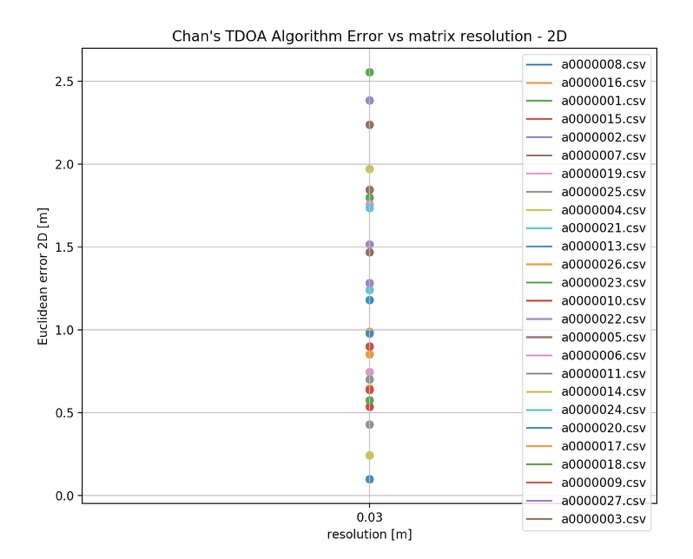 Chan's TDOA Algorithm Error vs matrix resolution - 2D
Euclidean error 2D [m]
2.5
2.0
1.5
1.0
0.5
0.0
0.03
resolution [m]
a0000008.csv
a0000016.csv
a0000001.csv
a0000015.csv
a0000002.csv
a0000007.csv
a0000019.csv
a0000025.csv
a0000004.csv
a0000021.csv
a0000013.csv
a0000026.csv
a0000023.csv
a0000010.csv
a0000022.csv
a0000005.csv
a0000006.csv
a0000011.csv
a0000014.csv
a0000024.csv
a0000020.csv
a0000017.csv
a0000018.csv
a0000009.csv
a0000027.csv
a0000003.csv